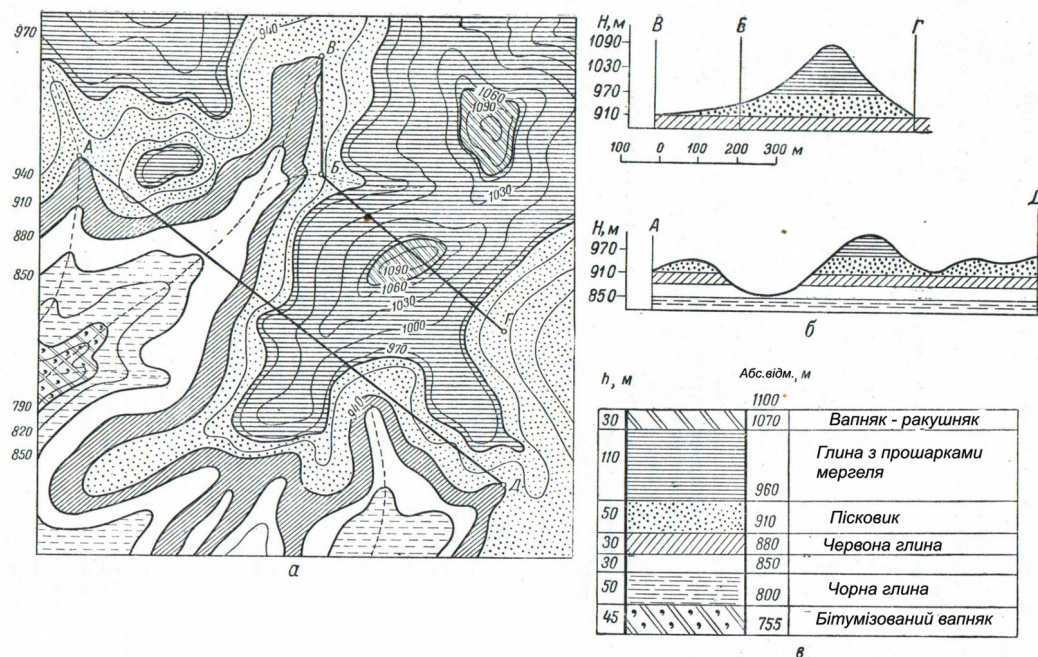 970
940
910
880
850
790
820
850
940
А
В
Б
1060
1090
1030
1090
1060
1030
1000
970
940
Г
Д
а
Н, м
В
Б
Г
1090
1030
970
910
100 0 100 200 300 м
Н, м
А
Д
970
910
850
б
h, м
Абс.відм., м
1100
30 1070 Вапняк - ракушняк
110 Глина з прошарками
мергеля
960
50 910 Пісковик
30 880 Червона глина
30 850
50 800 Чорна глина
45 755 Бітумізований вапняк
в